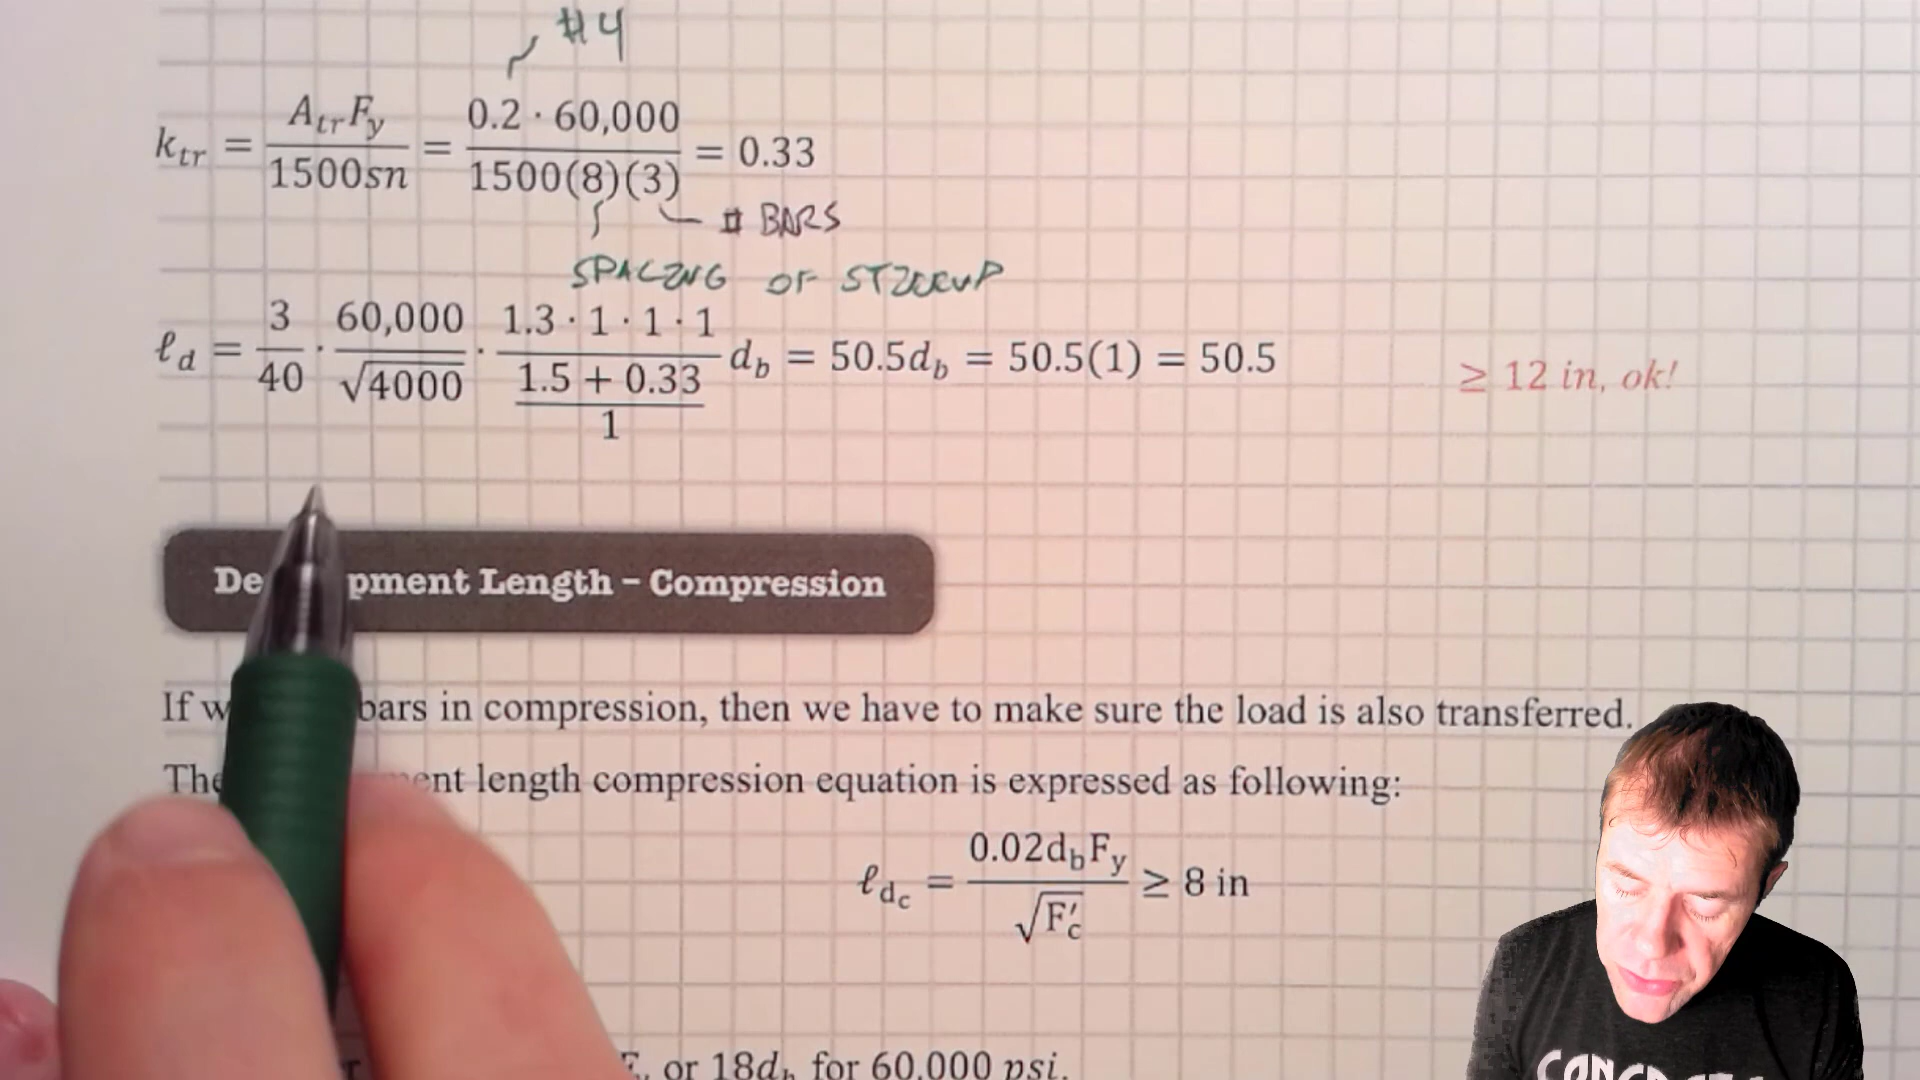 #4
k_tr = A_tr F_y / 1500sn = 0.2 · 60,000 / 1500(8)(3) = 0.33
# BARS
SPACING OF STIRRUP
ℓ_d = 3/40 · 60,000/√4000 · 1.3 · 1 · 1 · 1 / ((1.5 + 0.33)/1) d_b = 50.5d_b = 50.5(1) = 50.5 ≥ 12 in, ok!
De pment Length – Compression
If bars in compression, then we have to make sure the load is also transferred.
The length compression equation is expressed as following:
ℓ_dc = 0.02d_bF_y / √F'_c ≥ 8 in
or 18d_b for 60,000 psi.